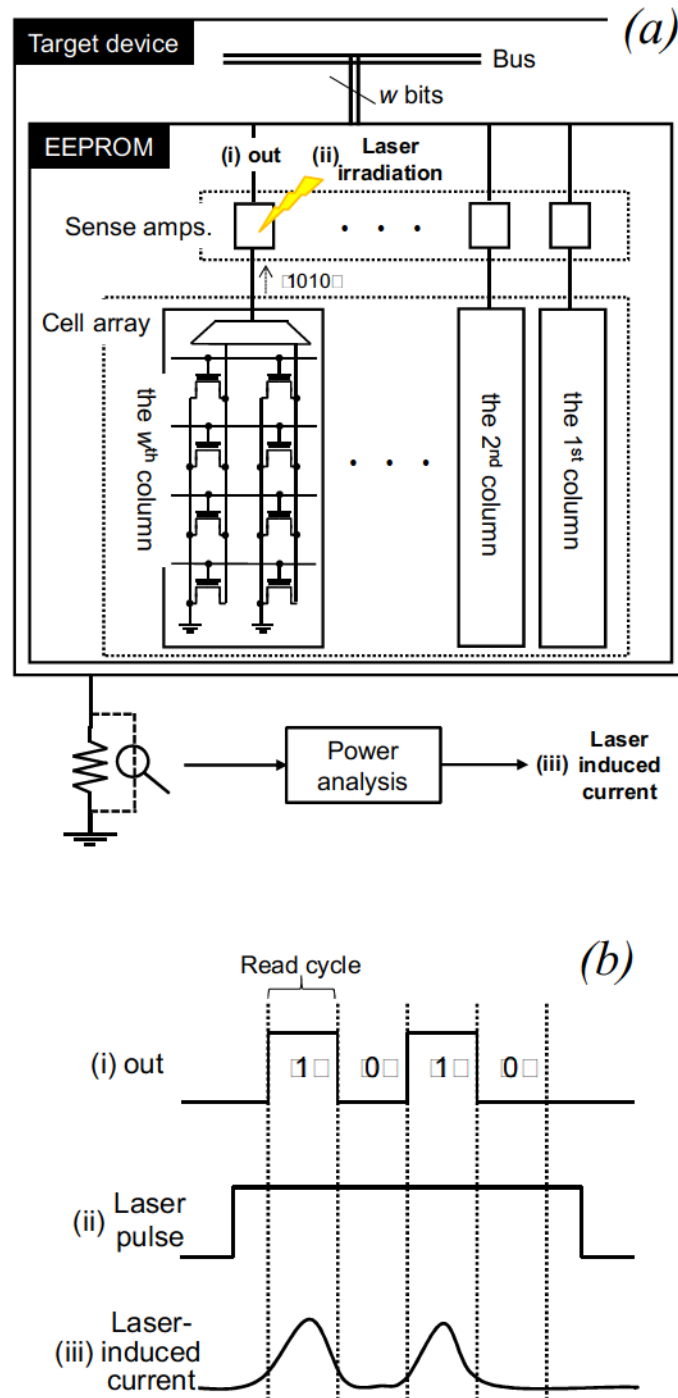 (a)
Target device
Bus
w bits
EEPROM
(i) out
(ii) Laser
irradiation
Sense amps.
. . .
□1010□
Cell array
the wth column
. . .
the 2nd column
the 1st column
Power
analysis
(iii) Laser
induced
current
(b)
Read cycle
(i) out
□1□ □0□ □1□ □0□
(ii) Laser
pulse
Laser-
(iii) induced
current